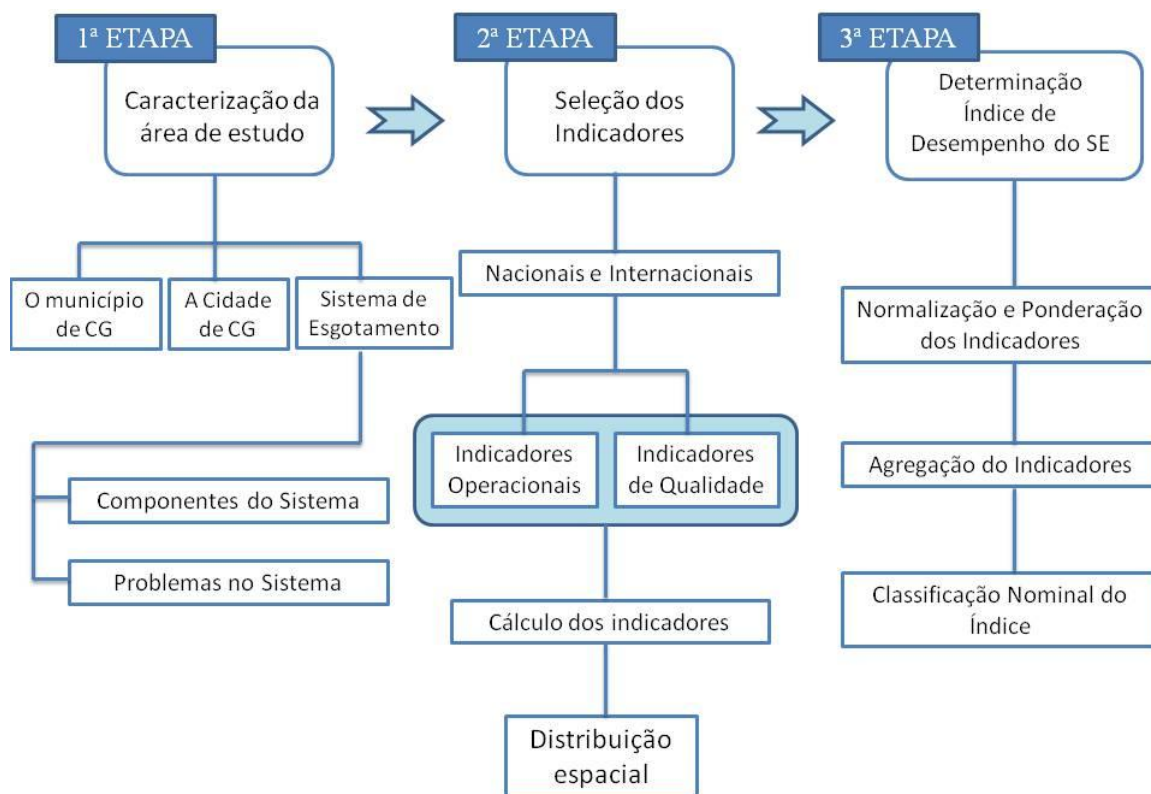 1ª ETAPA
Caracterização da
área de estudo
O município
de CG
A Cidade
de CG
Sistema de
Esgotamento
Componentes do Sistema
Problemas no Sistema
2ª ETAPA
Seleção dos
Indicadores
Nacionais e Internacionais
Indicadores
Operacionais
Indicadores
de Qualidade
Cálculo dos indicadores
Distribuição
espacial
3ª ETAPA
Determinação
Índice de
Desempenho do SE
Normalização e Ponderação
dos Indicadores
Agregação do Indicadores
Classificação Nominal do
Índice